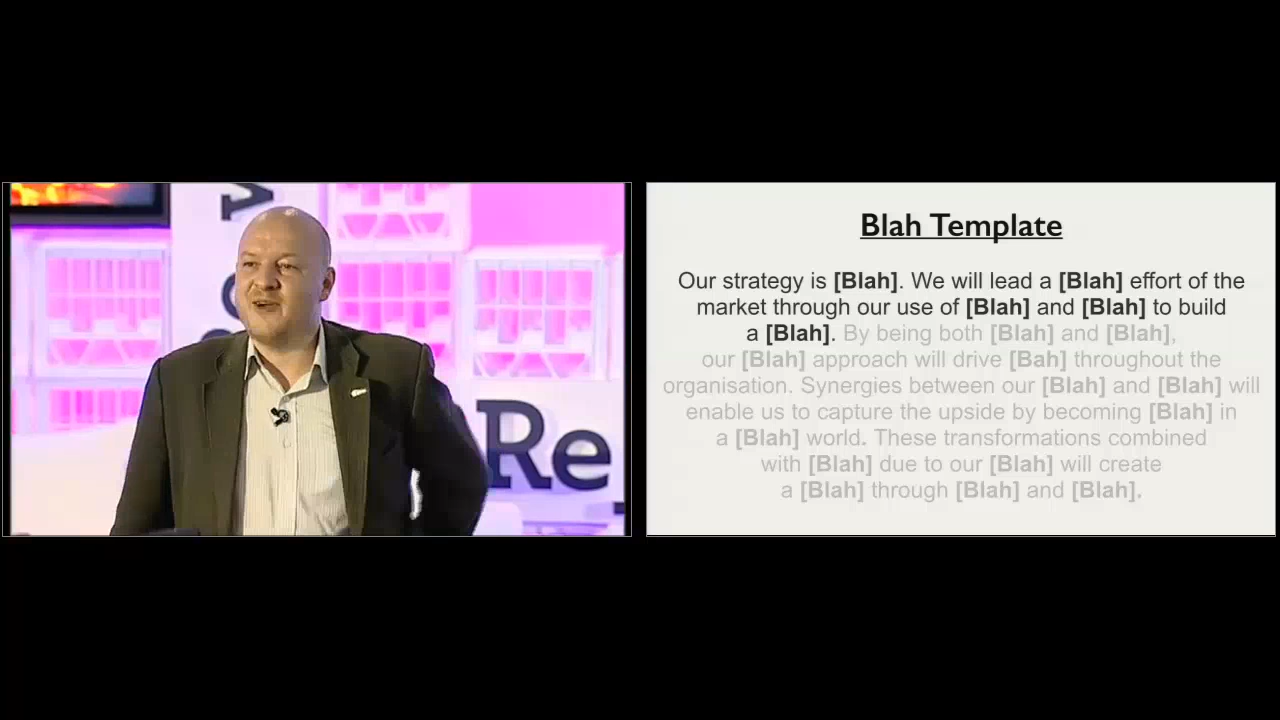 Re
Blah Template
Our strategy is [Blah]. We will lead a [Blah] effort of the
market through our use of [Blah] and [Blah] to build
a [Blah]. By being both [Blah] and [Blah],
our [Blah] approach will drive [Bah] throughout the
organisation. Synergies between our [Blah] and [Blah] will
enable us to capture the upside by becoming [Blah] in
a [Blah] world. These transformations combined
with [Blah] due to our [Blah] will create
a [Blah] through [Blah] and [Blah].